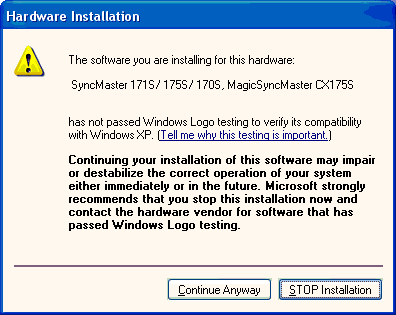 Hardware Installation
The software you are installing for this hardware:
SyncMaster 171S/ 175S/ 170S, MagicSyncMaster CX175S
has not passed Windows Logo testing to verify its compatibility
with Windows XP. (Tell me why this testing is important.)
Continuing your installation of this software may impair
or destabilize the correct operation of your system
either immediately or in the future. Microsoft strongly
recommends that you stop this installation now and
contact the hardware vendor for software that has
passed Windows Logo testing.
Continue Anyway
STOP Installation